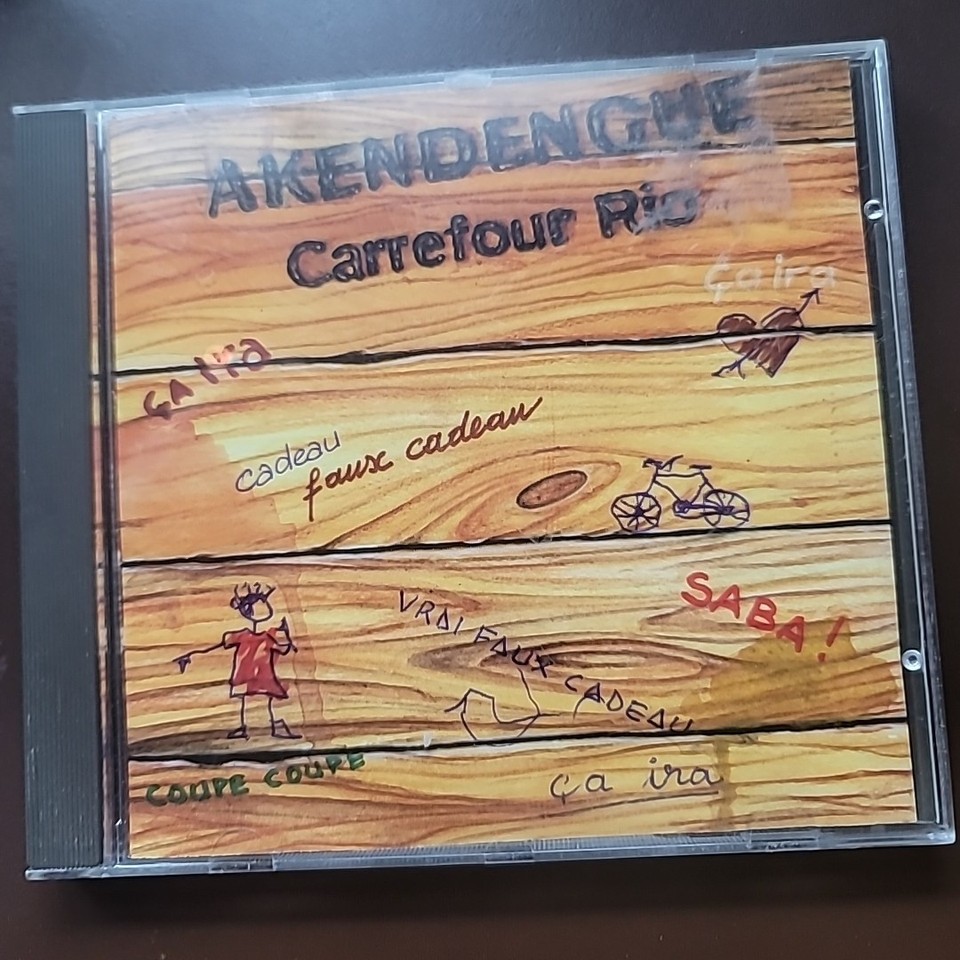 AKENDENGUE
Carrefour Rio
Ça ira
ÇA IRA
cadeau
faux cadeau
SABA !
VRAI FAUX CADEAU
COUPE COUPE
ça ira